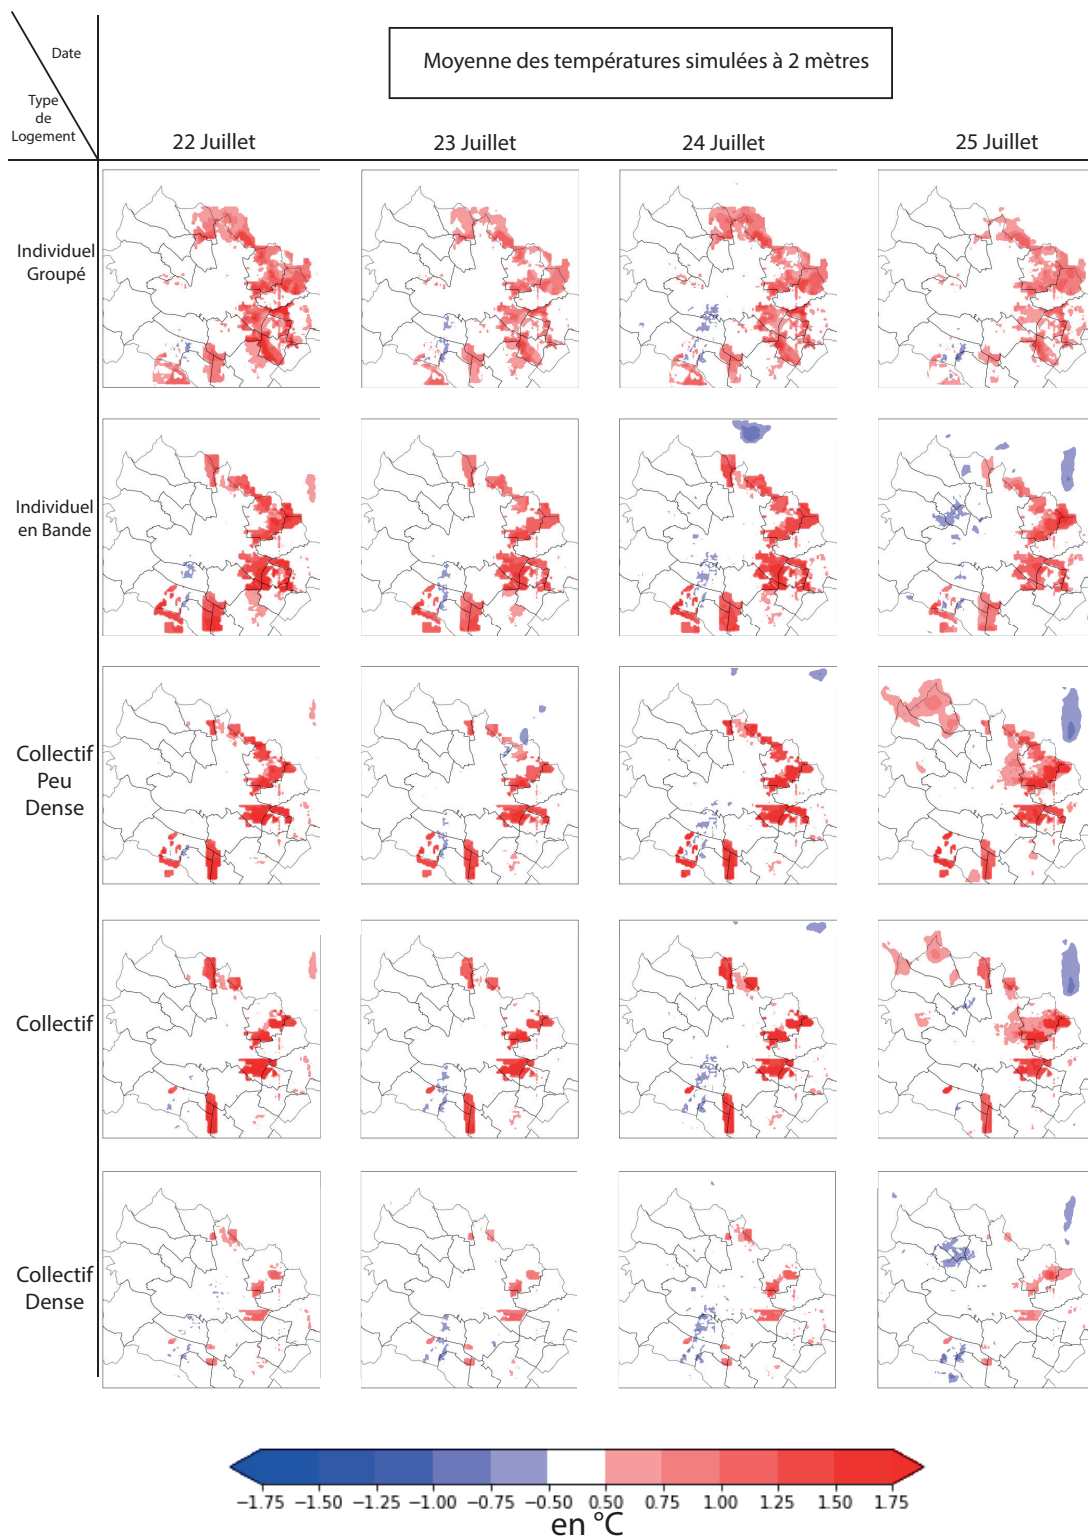 Date
Type
de
Logement
Moyenne des températures simulées à 2 mètres
22 Juillet
23 Juillet
24 Juillet
25 Juillet
Individuel
Groupé
Individuel
en Bande
Collectif
Peu
Dense
Collectif
Collectif
Dense
−1.75 −1.50 −1.25 −1.00 −0.75 −0.50 0.50 0.75 1.00 1.25 1.50 1.75
en °C